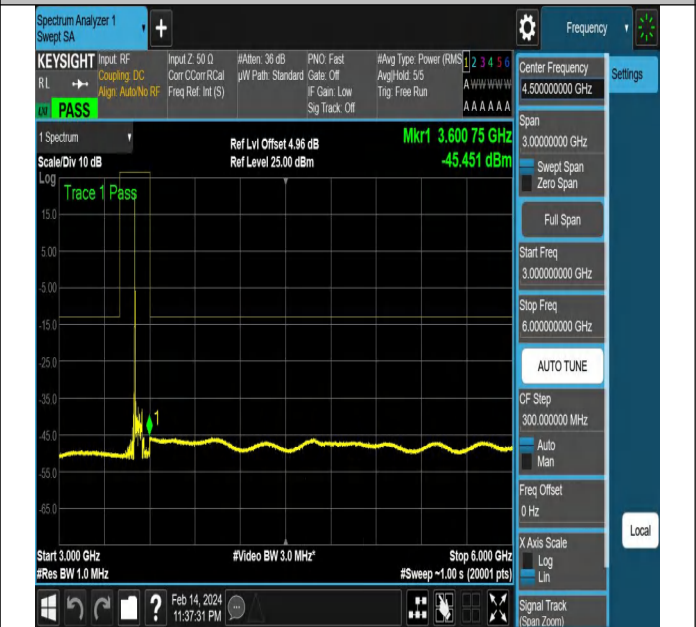 Spectrum Analyzer 1
Swept SA
Frequency
KEYSIGHT Input: RF
Coupling: DC
Align: Auto/No RF
RL
Input Z: 50 Ω
Corr CCorr RCal
Freq Ref: Int (S)
#Atten: 36 dB
µW Path: Standard
PNO: Fast
Gate: Off
IF Gain: Low
Sig Track: Off
#Avg Type: Power (RMS)
Avg|Hold: 5/5
Trig: Free Run
1 2 3 4 5 6
A W W W W W
A A A A A A
PASS
1 Spectrum
Scale/Div 10 dB
Ref Lvl Offset 4.96 dB
Ref Level 25.00 dBm
Mkr1 3.600 75 GHz
-45.451 dBm
Log
Trace 1 Pass
15.0
5.00
-5.00
-15.0
-25.0
-35.0
-45.0
-55.0
-65.0
1
Start 3.000 GHz
#Res BW 1.0 MHz
#Video BW 3.0 MHz*
Stop 6.000 GHz
#Sweep ~1.00 s (20001 pts)
Feb 14, 2024
11:37:31 PM
Center Frequency
4.500000000 GHz
Settings
Span
3.00000000 GHz
Swept Span
Zero Span
Full Span
Start Freq
3.000000000 GHz
Stop Freq
6.000000000 GHz
AUTO TUNE
CF Step
300.000000 MHz
Auto
Man
Freq Offset
0 Hz
Local
X Axis Scale
Log
Lin
Signal Track
(Span Zoom)